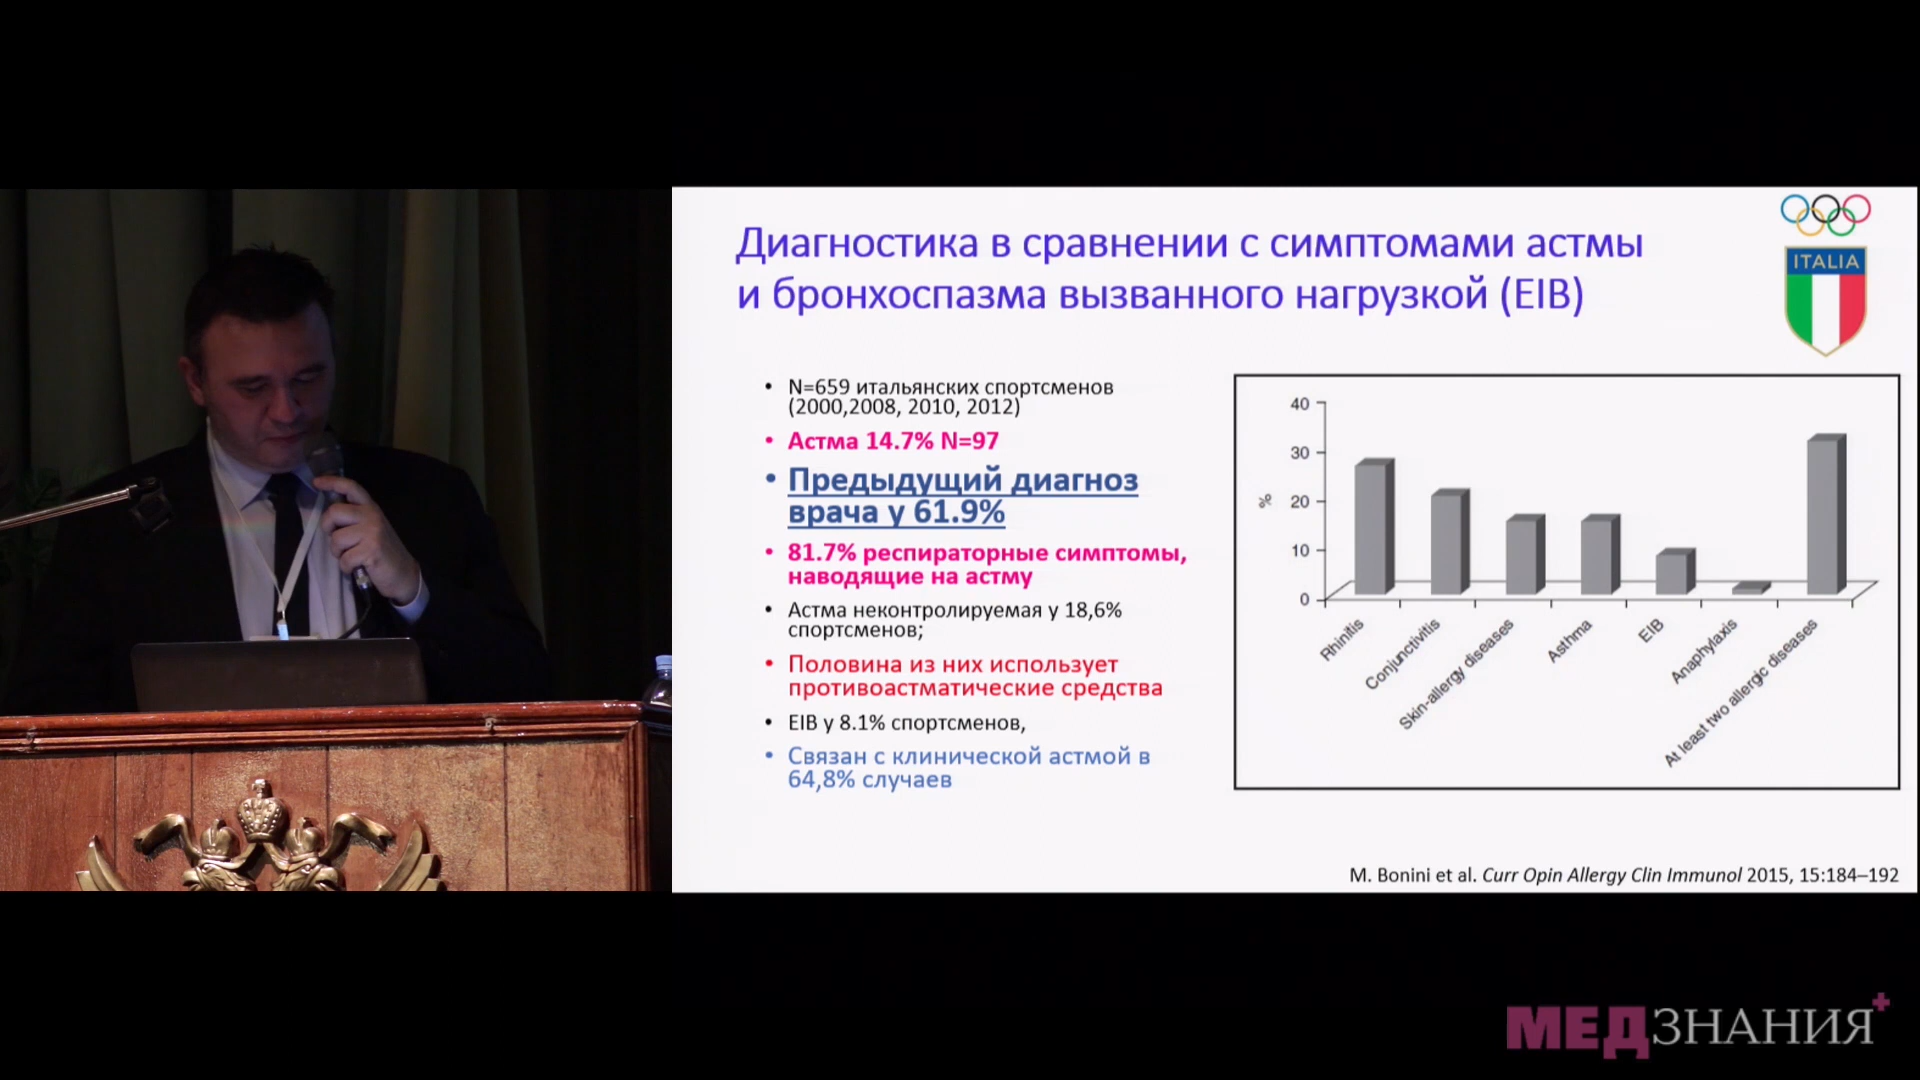 Диагностика в сравнении с симптомами астмы
и бронхоспазма вызванного нагрузкой (EIB)
ITALIA
• N=659 итальянских спортсменов
(2000,2008, 2010, 2012)
• Астма 14.7% N=97
• Предыдущий диагноз
врача у 61.9%
• 81.7% респираторные симптомы,
наводящие на астму
• Астма неконтролируемая у 18,6%
спортсменов;
• Половина из них использует
противоастматические средства
• EIB у 8.1% спортсменов,
• Связан с клинической астмой в
64,8% случаев
40
30
%
20
10
0
Rhinitis
Conjunctivitis
Skin-allergy diseases
Asthma
EIB
Anaphylaxis
At least two allergic diseases
M. Bonini et al. Curr Opin Allergy Clin Immunol 2015, 15:184–192
МЕДЗНАНИЯ+